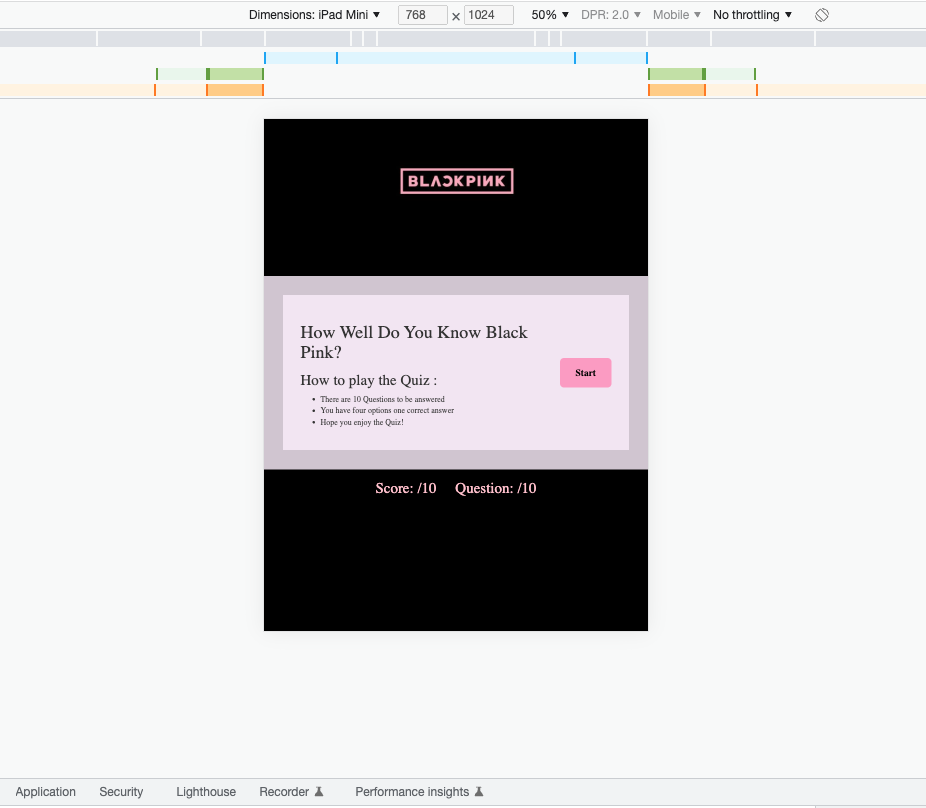 Dimensions: iPad Mini ▼ 768 × 1024 50% ▼ DPR: 2.0 ▼ Mobile ▼ No throttling ▼
BLACKPINK
How Well Do You Know Black
Pink?
How to play the Quiz :
• There are 10 Questions to be answered
• You have four options one correct answer
• Hope you enjoy the Quiz!
Start
Score: /10 Question: /10
Application Security Lighthouse Recorder Performance insights